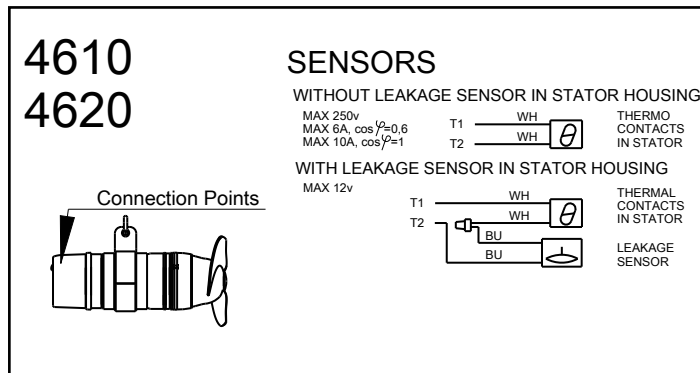 4610
4620
Connection Points
SENSORS
WITHOUT LEAKAGE SENSOR IN STATOR HOUSING
MAX 250v
MAX 6A, cosφ=0,6
MAX 10A, cosφ=1
T1 WH
T2 WH
THERMO
CONTACTS
IN STATOR
WITH LEAKAGE SENSOR IN STATOR HOUSING
MAX 12v
T1 WH
T2 WH
BU
BU
THERMAL
CONTACTS
IN STATOR
LEAKAGE
SENSOR